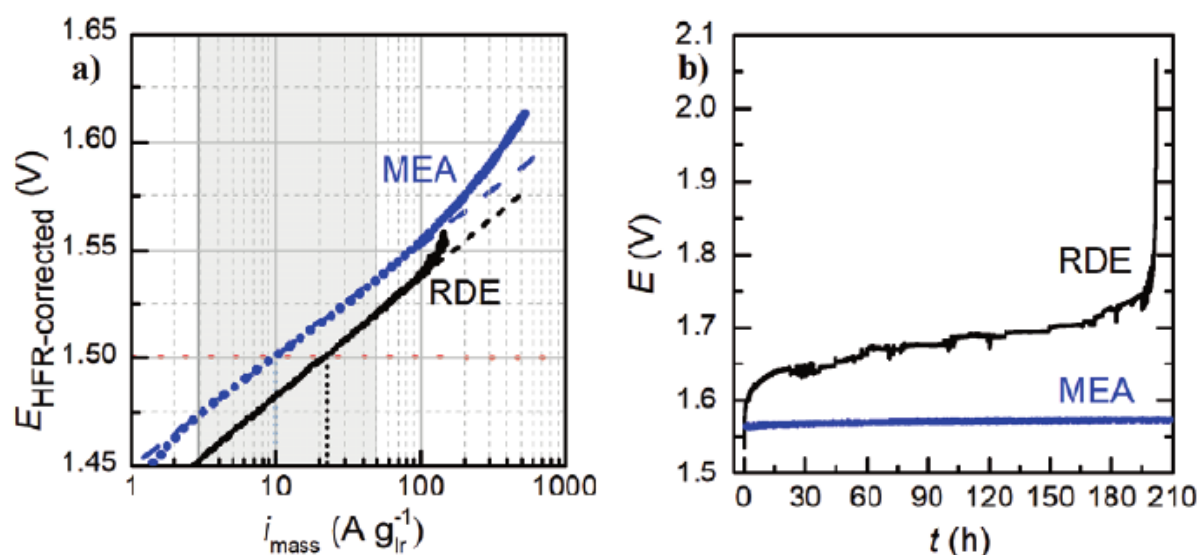 a)
1.65
1.60
1.55
1.50
1.45
E_HFR-corrected (V)
MEA
RDE
1
10
100
1000
i_mass (A g_Ir^-1)
b)
2.1
2.0
1.9
1.8
1.7
1.6
1.5
E (V)
RDE
MEA
0
30
60
90
120
150
180
210
t (h)